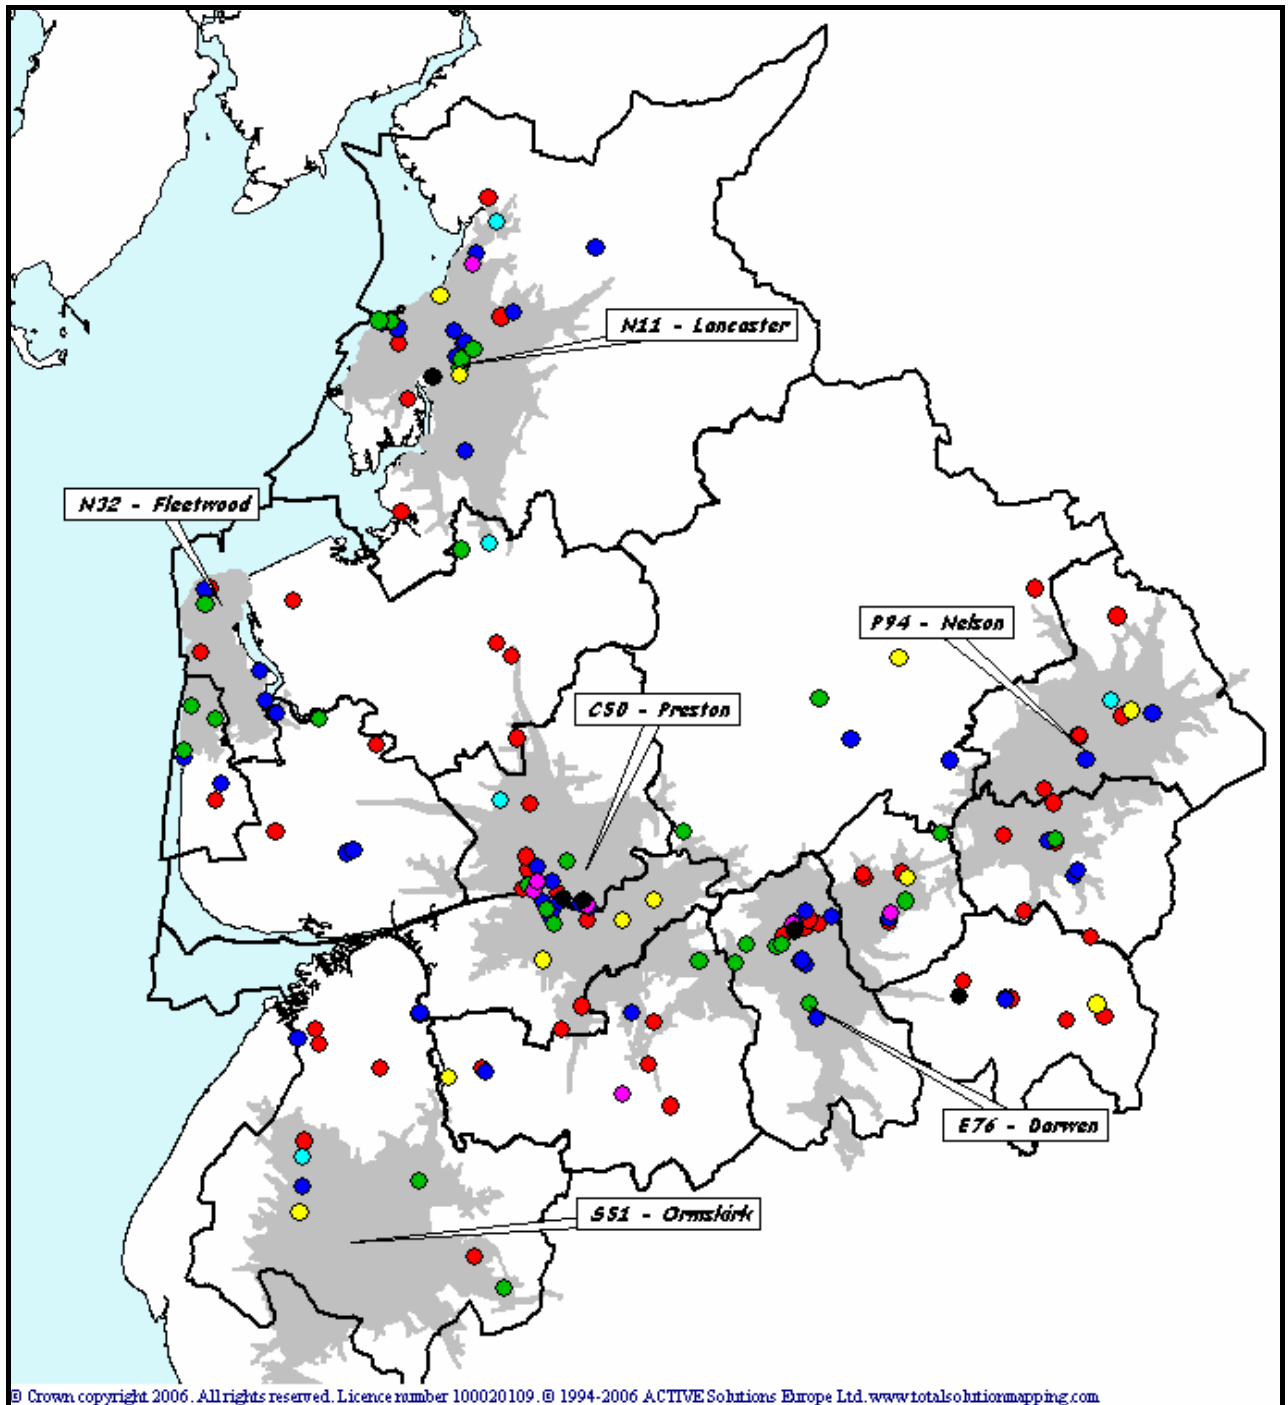 N11 - Lancaster
N32 - Fleetwood
P94 - Nelson
C50 - Preston
E76 - Darwen
S51 - Ormskirk
© Crown copyright 2006. All rights reserved. Licence number 100020109. © 1994-2006 ACTIVE Solutions Europe Ltd. www.totalsolutionmapping.com